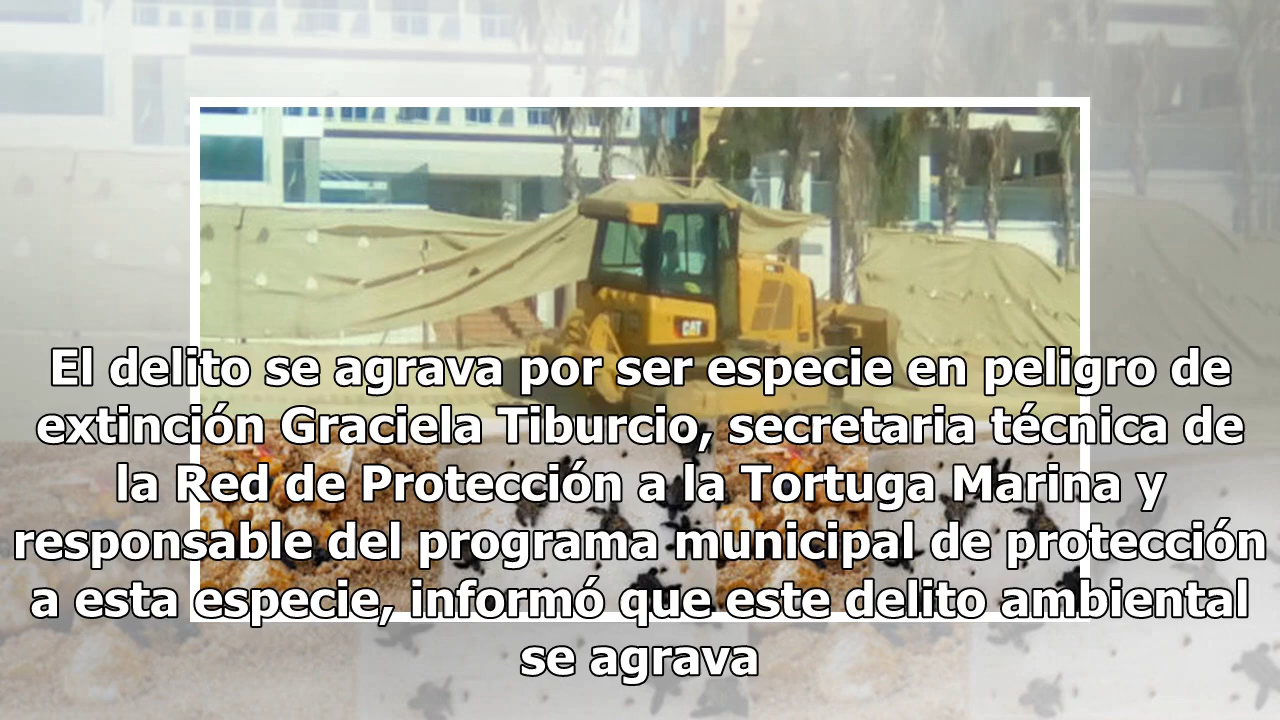 CAT
El delito se agrava por ser especie en peligro de
extinción Graciela Tiburcio, secretaria técnica de
la Red de Protección a la Tortuga Marina y
responsable del programa municipal de protección
a esta especie, informó que este delito ambiental
se agrava